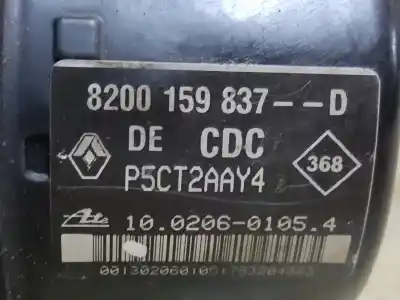 8200 159 837--D
DE CDC
368
P5CT2AAY4
Ate 10.0206-0105.4